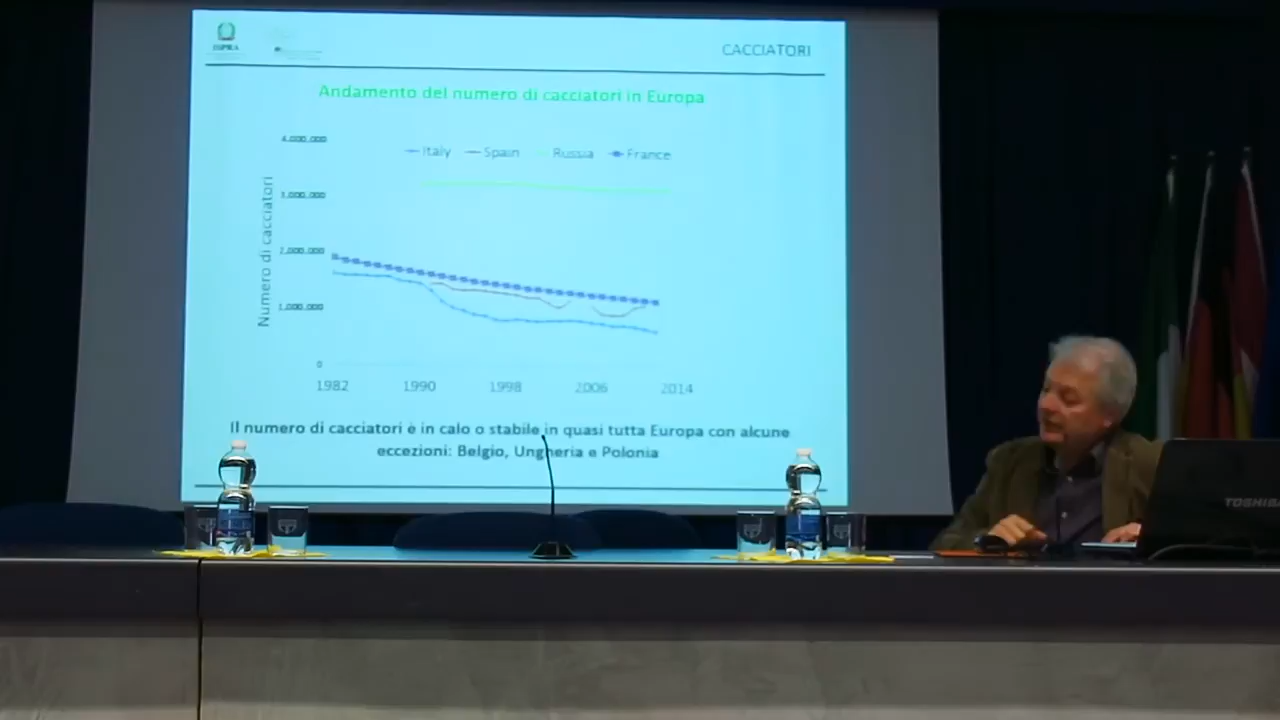 ISPRA
CACCIATORI
Andamento del numero di cacciatori in Europa
4.000.000
Italy Spain Russia France
3.000.000
Numero di cacciatori
2.000.000
1.000.000
0
1982 1990 1998 2006 2014
Il numero di cacciatori è in calo o stabile in quasi tutta Europa con alcune
eccezioni: Belgio, Ungheria e Polonia
TOSHIBA